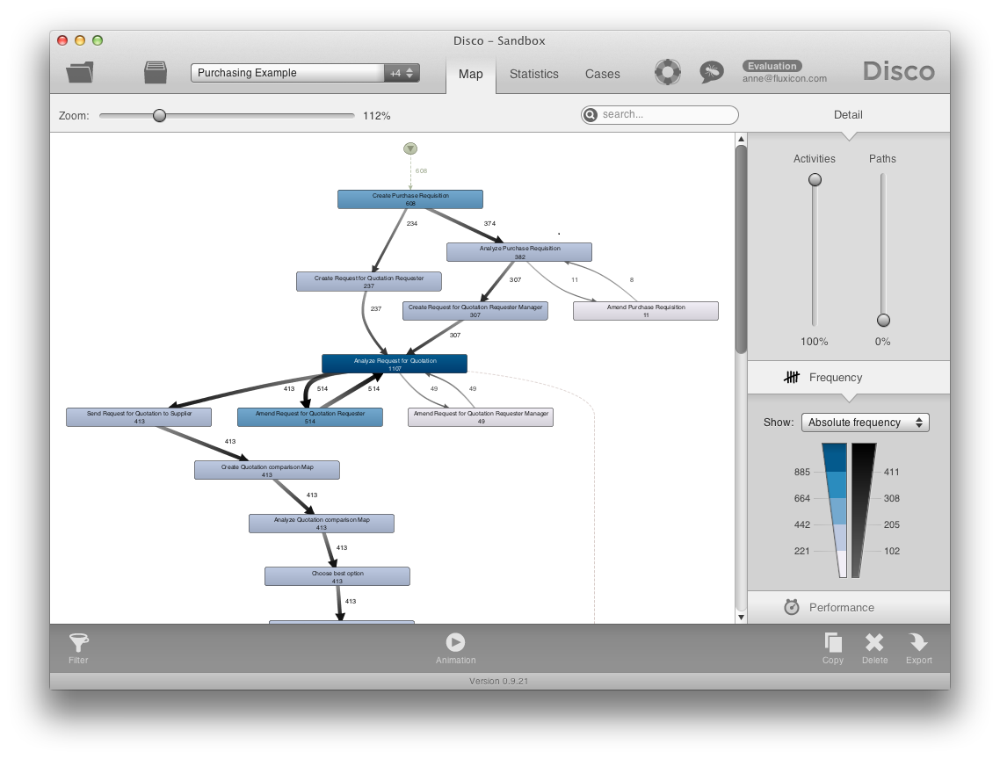 Disco – Sandbox
Purchasing Example
+4
Map
Statistics
Cases
Evaluation
anne@fluxicon.com
Disco
Zoom:
112%
search...
Detail
608
Create Purchase Requisition
608
234
374
Analyze Purchase Requisition
382
Create Request for Quotation Requester
237
307
11
8
Create Request for Quotation Requester Manager
307
Amend Purchase Requisition
11
237
307
Analyze Request for Quotation
1107
413
514
514
49
49
Send Request for Quotation to Supplier
413
Amend Request for Quotation Requester
514
Amend Request for Quotation Requester Manager
49
413
Create Quotation comparison Map
413
413
Analyze Quotation comparison Map
413
413
Choose best option
413
413
Activities
Paths
100%
0%
Frequency
Show:
Absolute frequency
885
411
664
308
442
205
221
102
Performance
Filter
Animation
Copy
Delete
Export
Version 0.9.21